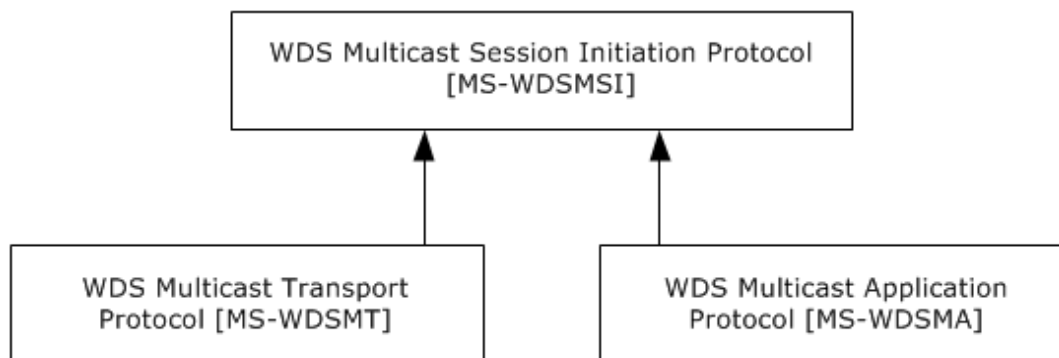 WDS Multicast Session Initiation Protocol
[MS-WDSMSI]
WDS Multicast Transport
Protocol [MS-WDSMT]
WDS Multicast Application
Protocol [MS-WDSMA]